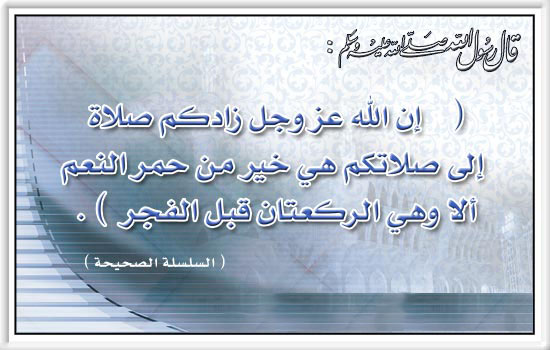 قال رسول الله صلى الله عليه وسلم :
( إن الله عز وجل زادكم صلاة
إلى صلاتكم هي خير من حمر النعم
ألا وهي الركعتان قبل الفجر ) .
( السلسلة الصحيحة )